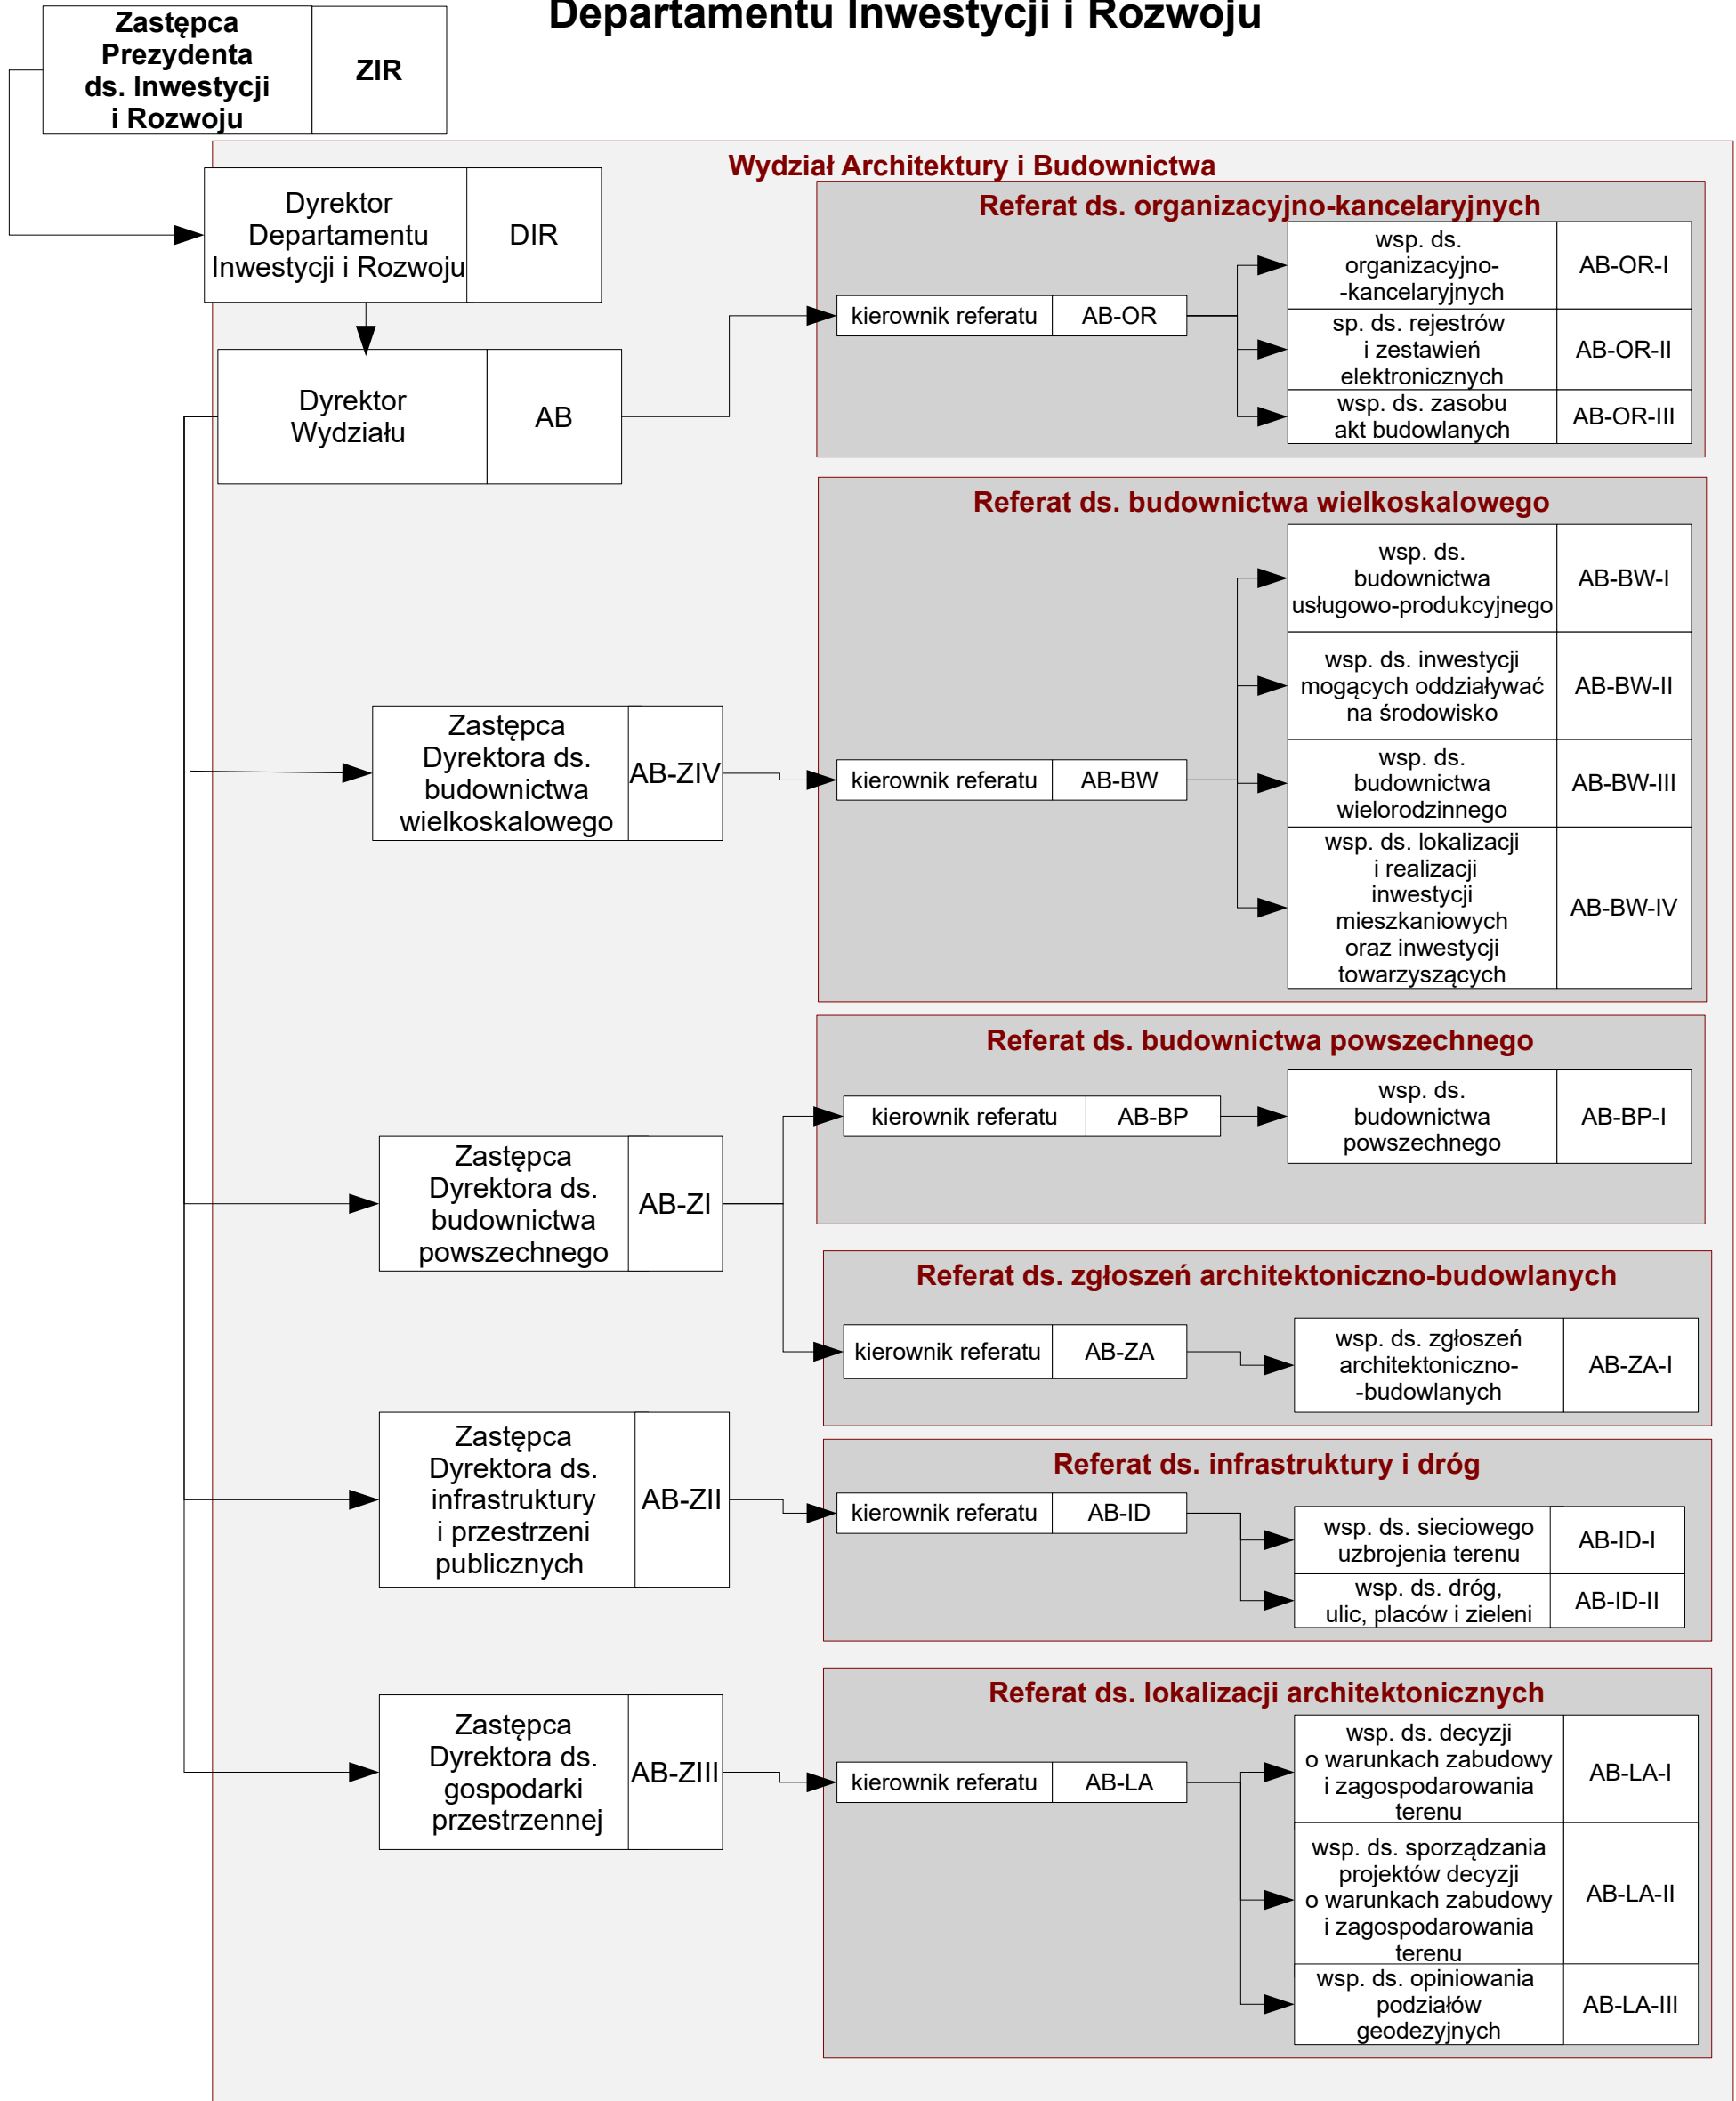 Departamentu Inwestycji i Rozwoju
Zastępca
Prezydenta
ds. Inwestycji
i Rozwoju
ZIR
Wydział Architektury i Budownictwa
Dyrektor
Departamentu
Inwestycji i Rozwoju
DIR
Dyrektor
Wydziału
AB
Referat ds. organizacyjno-kancelaryjnych
kierownik referatu
AB-OR
wsp. ds.
organizacyjno-
-kancelaryjnych
AB-OR-I
sp. ds. rejestrów
i zestawień
elektronicznych
AB-OR-II
wsp. ds. zasobu
akt budowlanych
AB-OR-III
Referat ds. budownictwa wielkoskalowego
Zastępca
Dyrektora ds.
budownictwa
wielkoskalowego
AB-ZIV
kierownik referatu
AB-BW
wsp. ds.
budownictwa
usługowo-produkcyjnego
AB-BW-I
wsp. ds. inwestycji
mogących oddziaływać
na środowisko
AB-BW-II
wsp. ds.
budownictwa
wielorodzinnego
AB-BW-III
wsp. ds. lokalizacji
i realizacji
inwestycji
mieszkaniowych
oraz inwestycji
towarzyszących
AB-BW-IV
Referat ds. budownictwa powszechnego
Zastępca
Dyrektora ds.
budownictwa
powszechnego
AB-ZI
kierownik referatu
AB-BP
wsp. ds.
budownictwa
powszechnego
AB-BP-I
Referat ds. zgłoszeń architektoniczno-budowlanych
kierownik referatu
AB-ZA
wsp. ds. zgłoszeń
architektoniczno-
-budowlanych
AB-ZA-I
Zastępca
Dyrektora ds.
infrastruktury
i przestrzeni
publicznych
AB-ZII
Referat ds. infrastruktury i dróg
kierownik referatu
AB-ID
wsp. ds. sieciowego
uzbrojenia terenu
AB-ID-I
wsp. ds. dróg,
ulic, placów i zieleni
AB-ID-II
Zastępca
Dyrektora ds.
gospodarki
przestrzennej
AB-ZIII
Referat ds. lokalizacji architektonicznych
kierownik referatu
AB-LA
wsp. ds. decyzji
o warunkach zabudowy
i zagospodarowania
terenu
AB-LA-I
wsp. ds. sporządzania
projektów decyzji
o warunkach zabudowy
i zagospodarowania
terenu
AB-LA-II
wsp. ds. opiniowania
podziałów
geodezyjnych
AB-LA-III